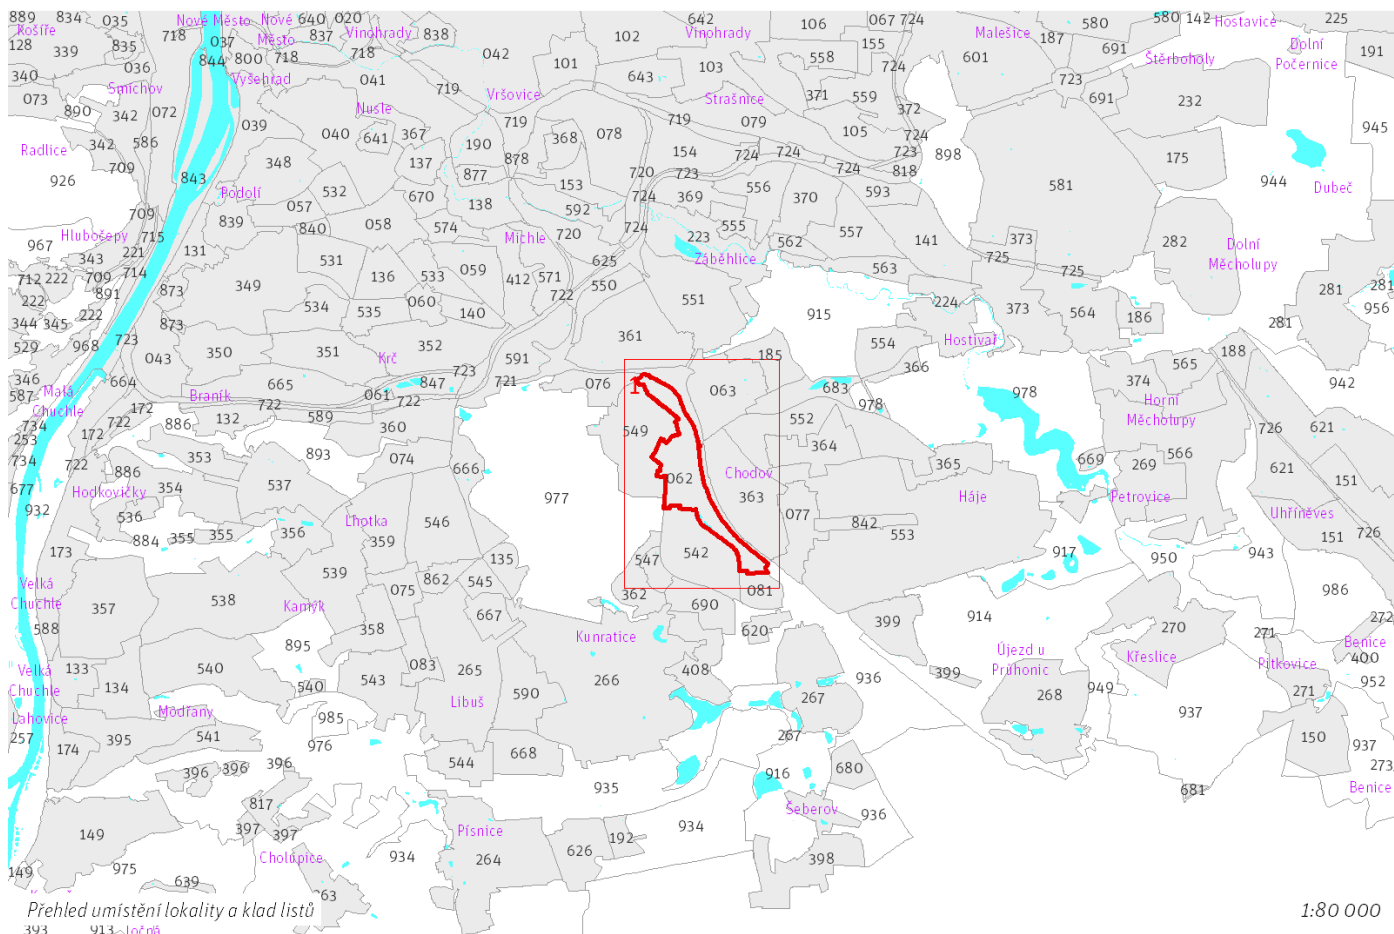 889 834 035 Nové Město Nové 640 020 642 106 067 724 580 580 142 Hostavice 225
Košíře 718 037 Město 837 Vinohrady 838 102 Vinohrady 155 Malešice 187 691 Štěrboholy Dolní 191
128 339 835 844 800 718 718 042 101 103 558 724 601 723 Počernice
340 036 Vyšehrad 041 719 643 371 559 372 691 232
073 890 Smíchov 342 072 039 Nusle Vršovice Strašnice 945
342 586 040 641 367 190 719 368 078 719 079 105 724
Radlice 709 348 137 877 878 154 724 724 723 898 175
926 843 532 670 153 720 723 724 818 581 944 Dubeč
Podolí 057 138 592 724 369 556 370 593
709 839 840 058 574 Michle 720 724 223 555 557 141 373 282 Dolní
Hlubočepy 715 131 562 725 Měcholupy
967 343 221 531 136 533 059 412 571 625 Záběhlice 563 725
712 222 709 714 349 060 722 550 551 224 373 564 186 281 281
222 891 873 534 535 140 915 956
344 345 222 723 873 352 361 554 Hostivař 281
529 968 043 350 351 Krč 591 185 366 565 188
346 664 665 061 847 723 721 076 1 063 683 978 978 374 Horní 942
587 Malá Braník 722 722 Měcholupy
Chuchle 172 132 589 549 552 726 621
734 722 886 360 364
253 172 893 074 365 669 566
734 722 353 666 Chodov 269 621 151
677 Hodkovičky 886 354 537 977 062 363 Háje Petrovice
932 536 Lhotka 546 077 842 Uhříněves
884 355 355 356 359 553 151 726
173 135 547 542 917 950 943
Velká 539 862 545 081 986
Chuchle 357 538 075 362
588 Kamýk 667 690 399 914 270 272
895 358 620 271 Benice
133 540 083 Kunratice Újezd u Křeslice Pitkovice 400
Velká 134 543 265 408 936 399 Průhonic 952
Chuchle 540 590 266 267 268 949 271
Lahovice Modřany 985 Libuš 937
257 174 395 541 976 668 267 150 937
396 396 396 544 916 680 273
817 935 681 Benice
149 397 397 Písnice Šeberov 936
934 192 934
149 975 Cholupice 264 626 398
639 063
Přehled umístění lokality a klad listů 1:80 000
393 913